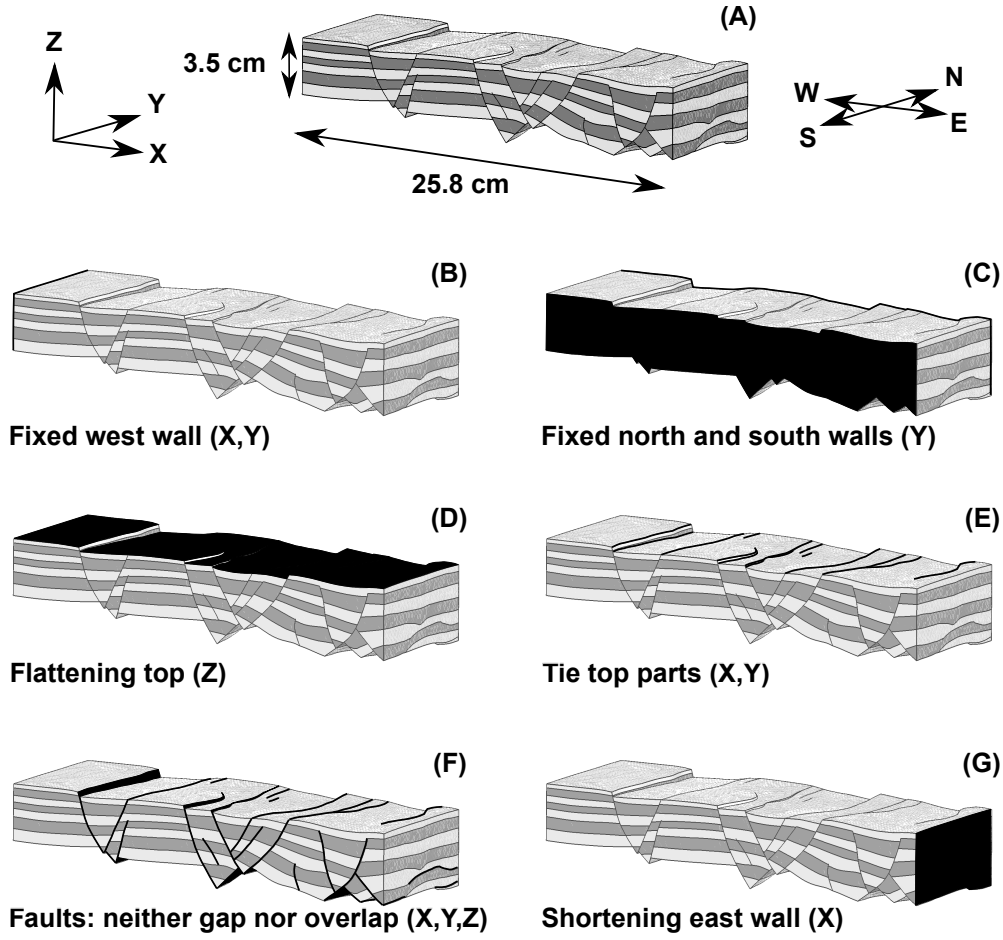 (A)
Z
3.5 cm
Y
X
W
N
S
E
25.8 cm
(B)
Fixed west wall (X,Y)
(C)
Fixed north and south walls (Y)
(D)
Flattening top (Z)
(E)
Tie top parts (X,Y)
(F)
Faults: neither gap nor overlap (X,Y,Z)
(G)
Shortening east wall (X)